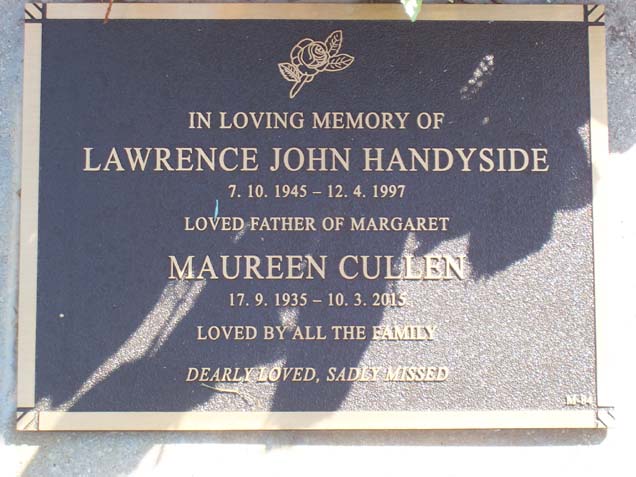 IN LOVING MEMORY OF
LAWRENCE JOHN HANDYSIDE
7. 10. 1945 – 12. 4. 1997
LOVED FATHER OF MARGARET
MAUREEN CULLEN
17. 9. 1935 – 10. 3. 2015
LOVED BY ALL THE FAMILY
DEARLY LOVED, SADLY MISSED